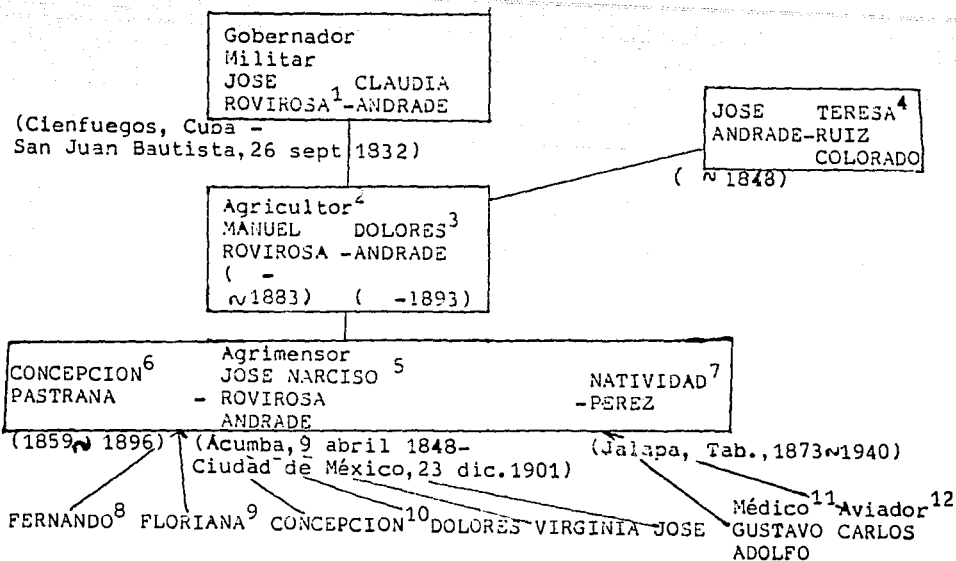 Gobernador
Militar
JOSE CLAUDIA
ROVIROSA¹-ANDRADE
(Cienfuegos, Cuba -
San Juan Bautista, 26 sept 1832)
JOSE TERESA⁴
ANDRADE-RUIZ
COLORADO
( ~ 1848)
Agricultor²
MANUEL DOLORES³
ROVIROSA -ANDRADE
( -
~1883) ( -1893)
CONCEPCION⁶
PASTRANA
Agrimensor
JOSE NARCISO ⁵
- ROVIROSA
ANDRADE
NATIVIDAD⁷
-PEREZ
(1859~ 1896)
(Acumba, 9 abril 1848-
Ciudad de México, 23 dic.1901)
(Jalapa, Tab., 1873~1940)
FERNANDO⁸ FLORIANA⁹ CONCEPCION¹⁰ DOLORES VIRGINIA JOSE
Médico¹¹ Aviador¹²
GUSTAVO CARLOS
ADOLFO